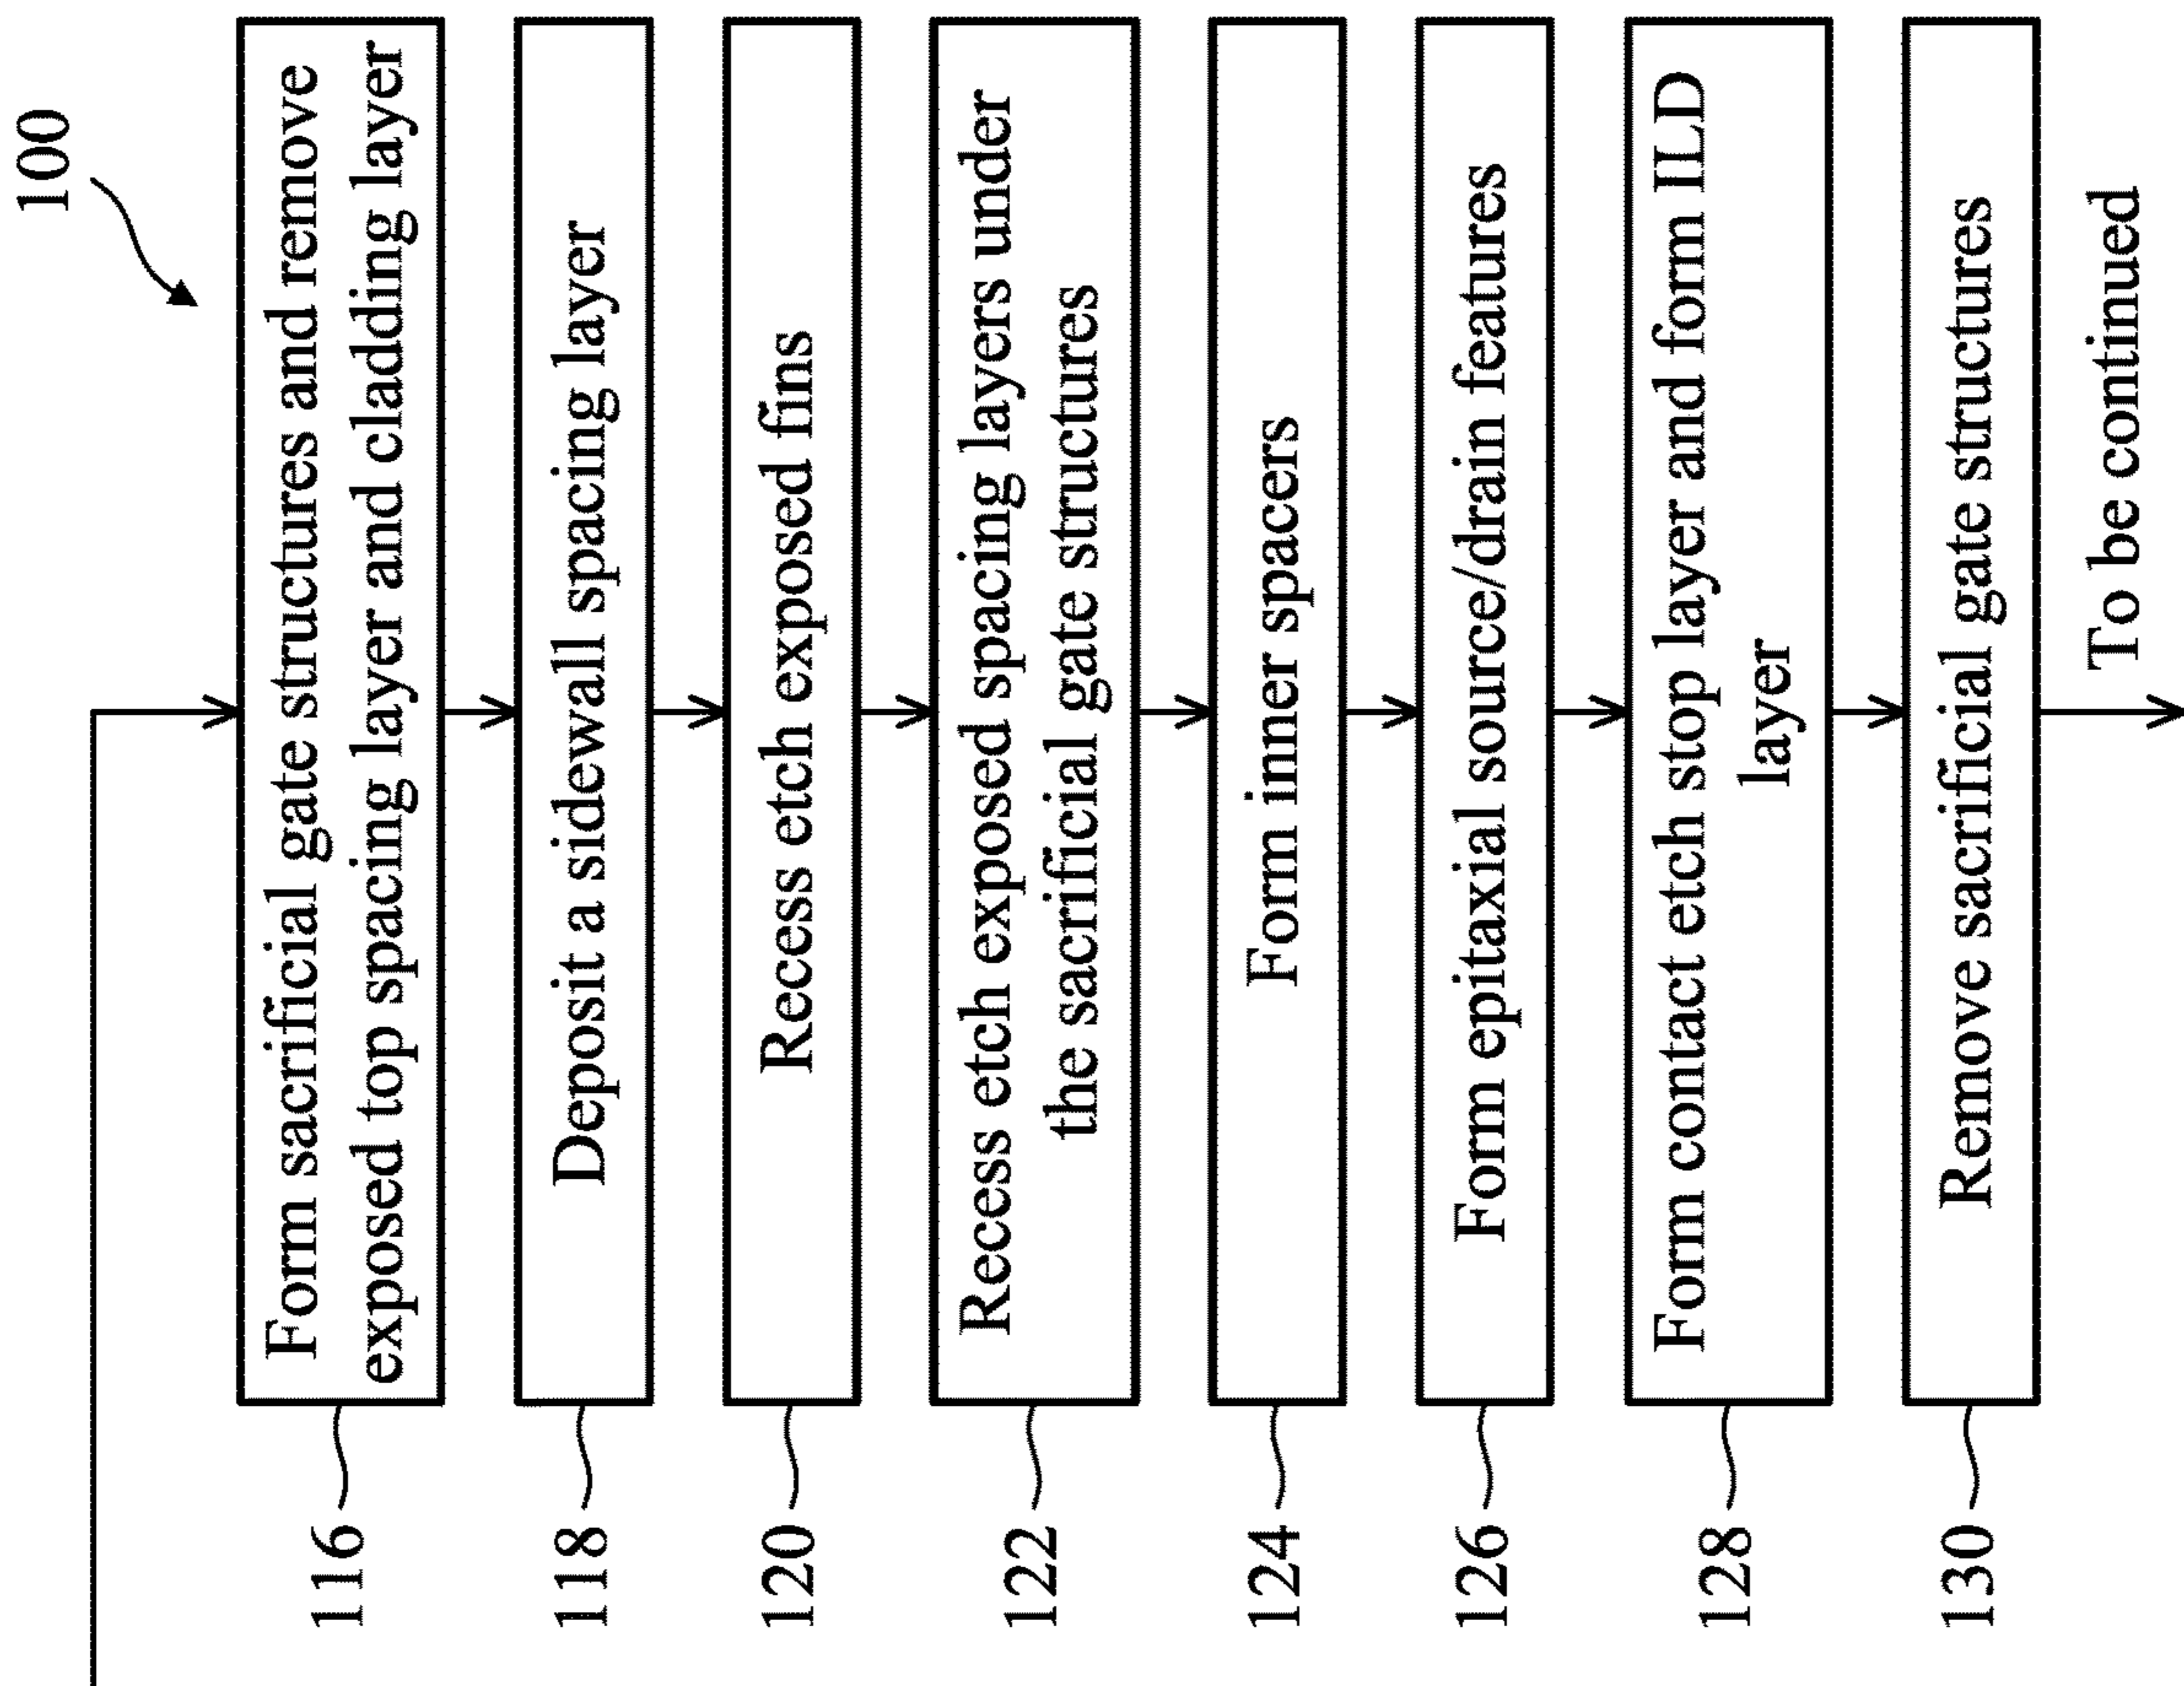 100
116
Form sacrificial gate structures and remove
exposed top spacing layer and cladding layer
118
Deposit a sidewall spacing layer
120
Recess etch exposed fins
122
Recess etch exposed spacing layers under
the sacrificial gate structures
124
Form inner spacers
126
Form epitaxial source/drain features
128
Form contact etch stop layer and form ILD
layer
130
Remove sacrificial gate structures
To be continued